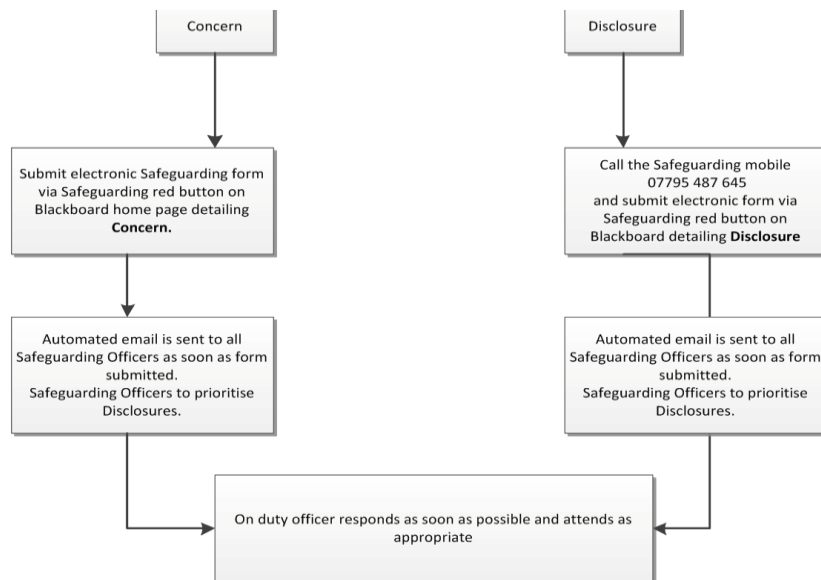 Concern
Disclosure
Submit electronic Safeguarding form
via Safeguarding red button on
Blackboard home page detailing
Concern.
Call the Safeguarding mobile
07795 487 645
and submit electronic form via
Safeguarding red button on
Blackboard detailing Disclosure
Automated email is sent to all
Safeguarding Officers as soon as form
submitted.
Safeguarding Officers to prioritise
Disclosures.
Automated email is sent to all
Safeguarding Officers as soon as form
submitted.
Safeguarding Officers to prioritise
Disclosures.
On duty officer responds as soon as possible and attends as
appropriate